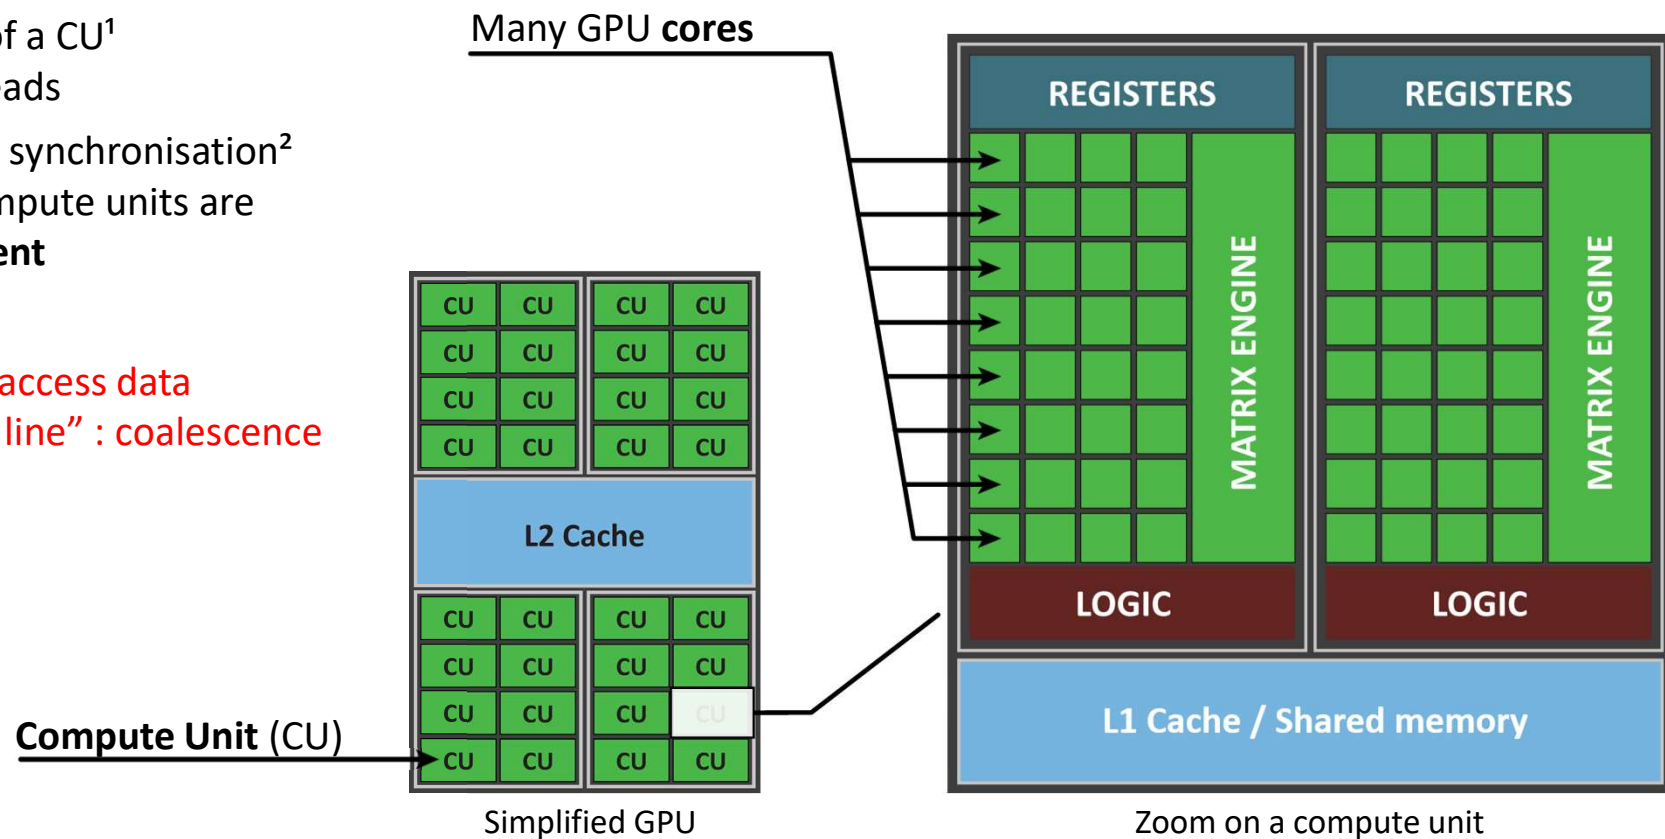 of a CU¹
eads
synchronisation²
mpute units are
ent
access data
line” : coalescence
Many GPU cores
Compute Unit (CU)
CU CU CU CU
CU CU CU CU
CU CU CU CU
CU CU CU CU
L2 Cache
CU CU CU CU
CU CU CU CU
CU CU CU CU
CU CU CU CU
Simplified GPU
REGISTERS REGISTERS
MATRIX ENGINE MATRIX ENGINE
LOGIC LOGIC
L1 Cache / Shared memory
Zoom on a compute unit